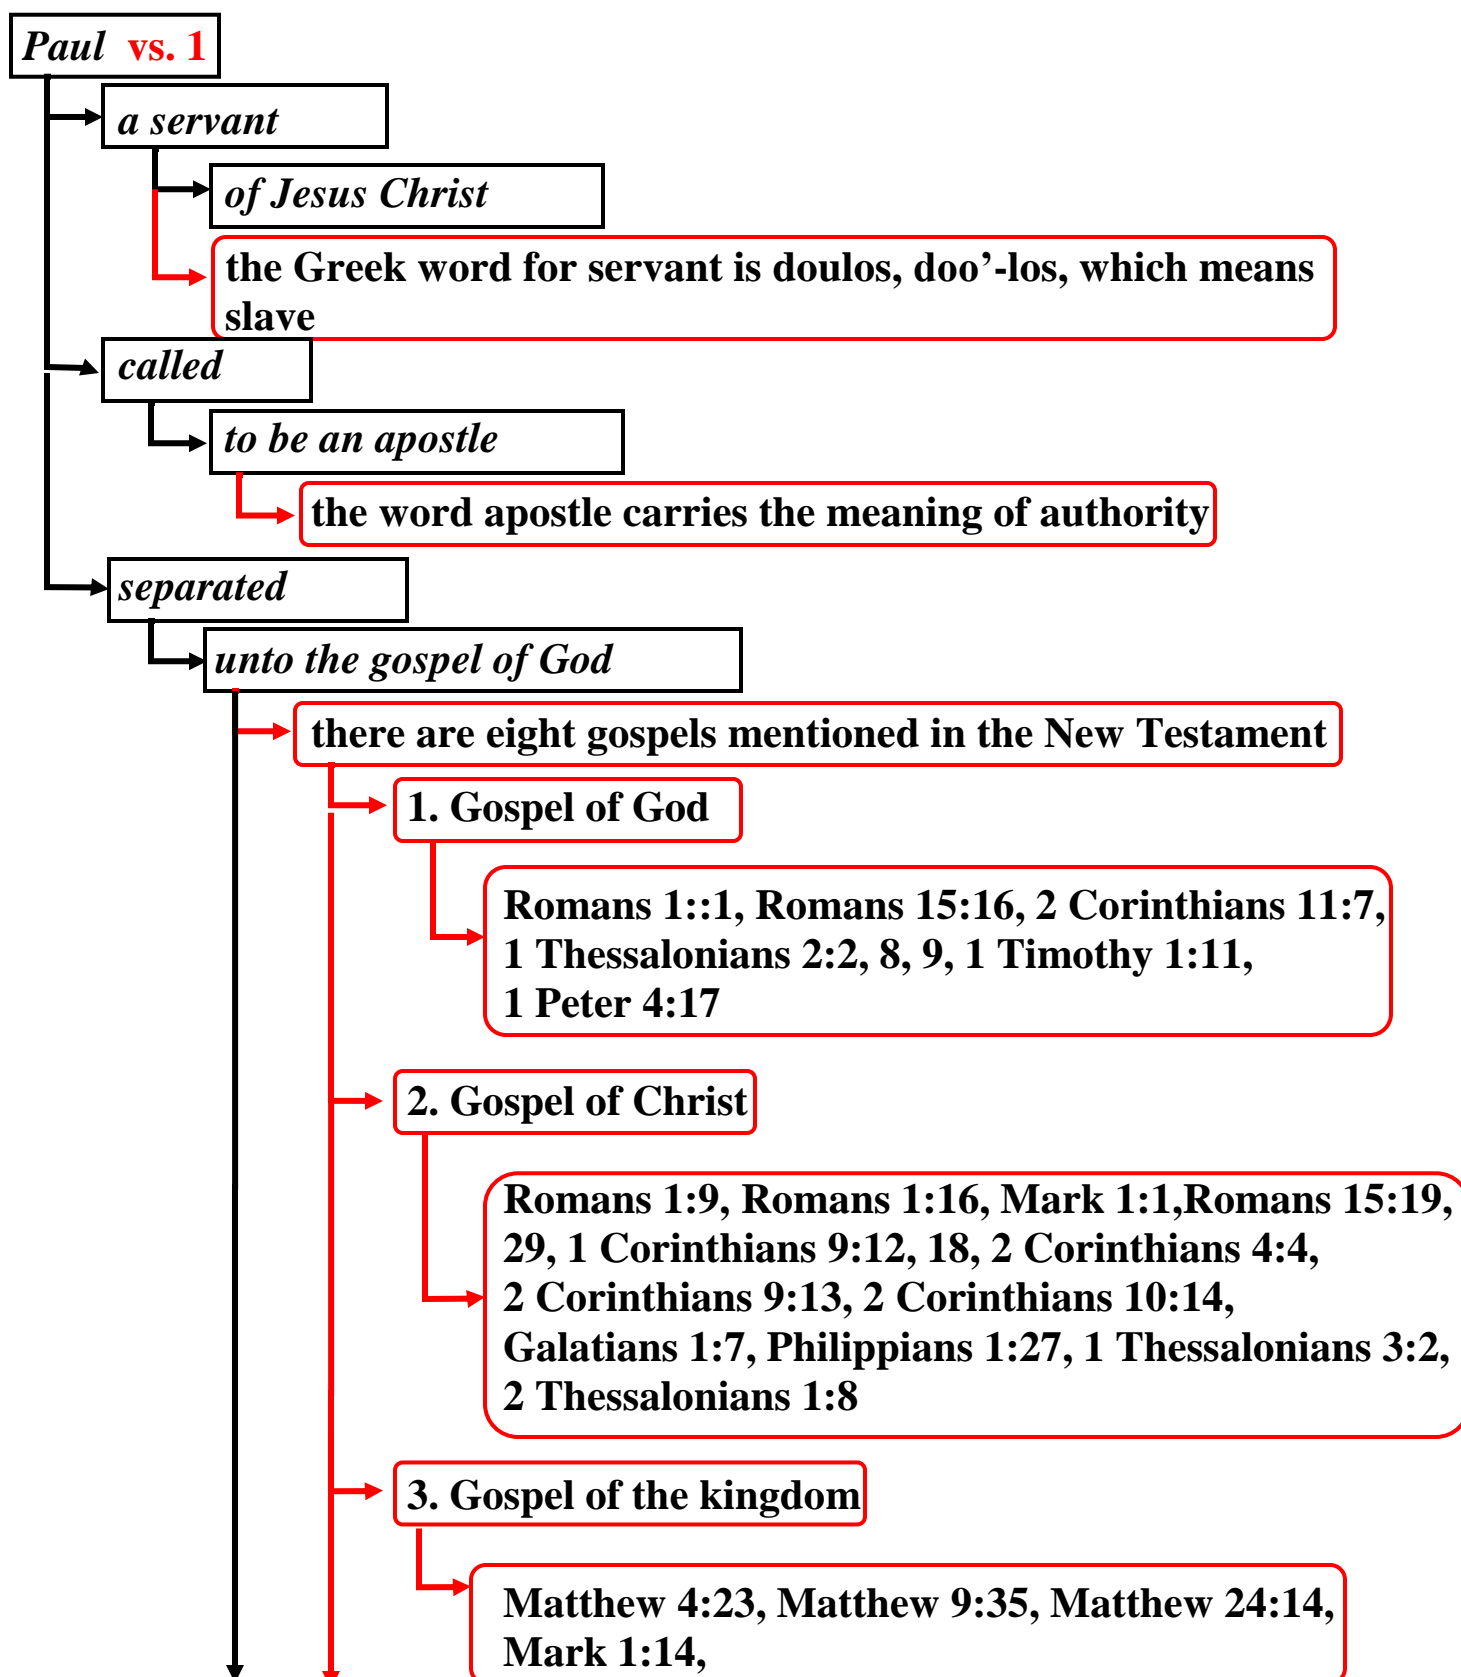 Paul vs. 1
a servant
of Jesus Christ
the Greek word for servant is doulos, doo’-los, which means
slave
called
to be an apostle
the word apostle carries the meaning of authority
separated
unto the gospel of God
there are eight gospels mentioned in the New Testament
1. Gospel of God
Romans 1::1, Romans 15:16, 2 Corinthians 11:7,
1 Thessalonians 2:2, 8, 9, 1 Timothy 1:11,
1 Peter 4:17
2. Gospel of Christ
Romans 1:9, Romans 1:16, Mark 1:1,Romans 15:19,
29, 1 Corinthians 9:12, 18, 2 Corinthians 4:4,
2 Corinthians 9:13, 2 Corinthians 10:14,
Galatians 1:7, Philippians 1:27, 1 Thessalonians 3:2,
2 Thessalonians 1:8
3. Gospel of the kingdom
Matthew 4:23, Matthew 9:35, Matthew 24:14,
Mark 1:14,